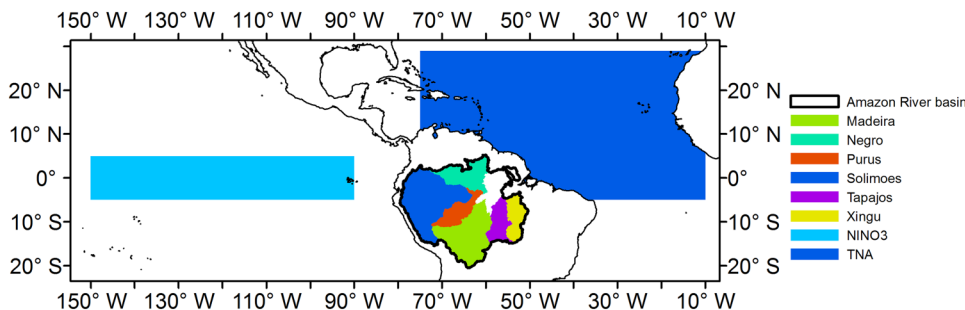 150° W 130° W 110° W 90° W 70° W 50° W 30° W 10° W
20° N 20° N
10° N 10° N
0° 0°
10° S 10° S
20° S 20° S
150° W 130° W 110° W 90° W 70° W 50° W 30° W 10° W
Amazon River basin
Madeira
Negro
Purus
Solimoes
Tapajos
Xingu
NINO3
TNA